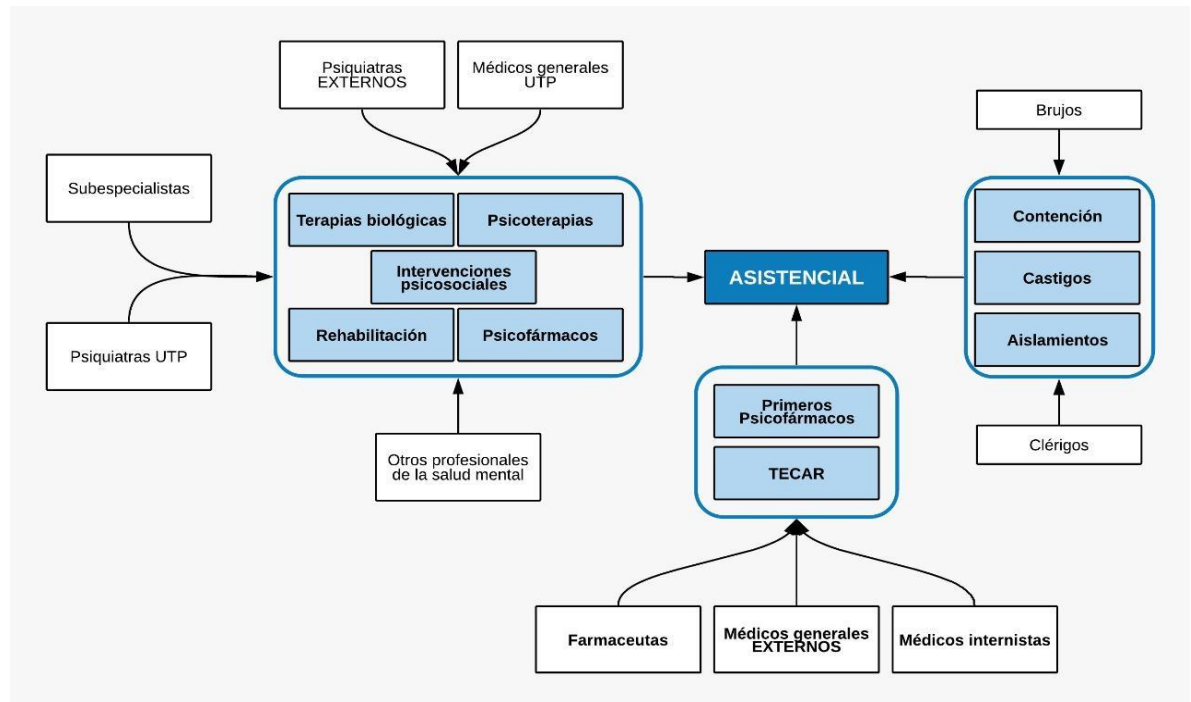 Psiquiatras
EXTERNOS
Médicos generales
UTP
Brujos
Subespecialistas
Terapias biológicas
Psicoterapias
Intervenciones
psicosociales
Rehabilitación
Psicofármacos
Psiquiatras UTP
Otros profesionales
de la salud mental
ASISTENCIAL
Contención
Castigos
Aislamientos
Clérigos
Primeros
Psicofármacos
TECAR
Farmaceutas
Médicos generales
EXTERNOS
Médicos internistas